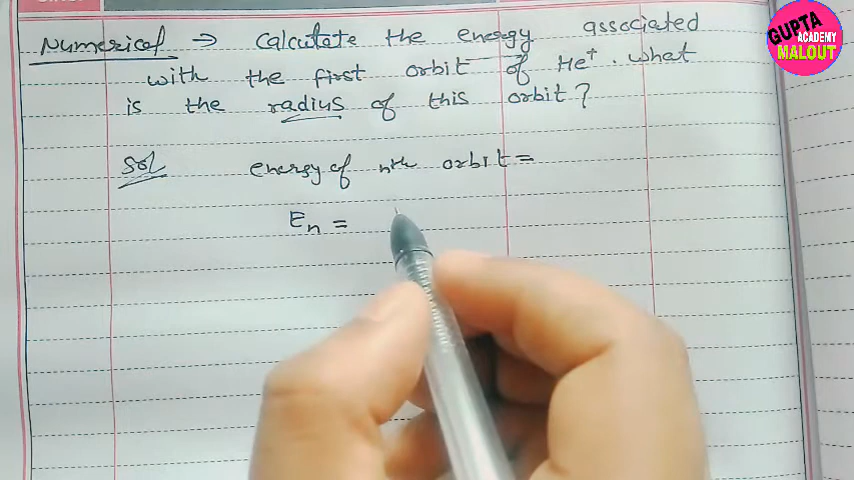 GUPTA
ACADEMY
MALOUT
Numerical → Calculate the energy associated
with the first orbit of He⁺. what
is the radius of this orbit?
Sol energy of nth orbit =
En =